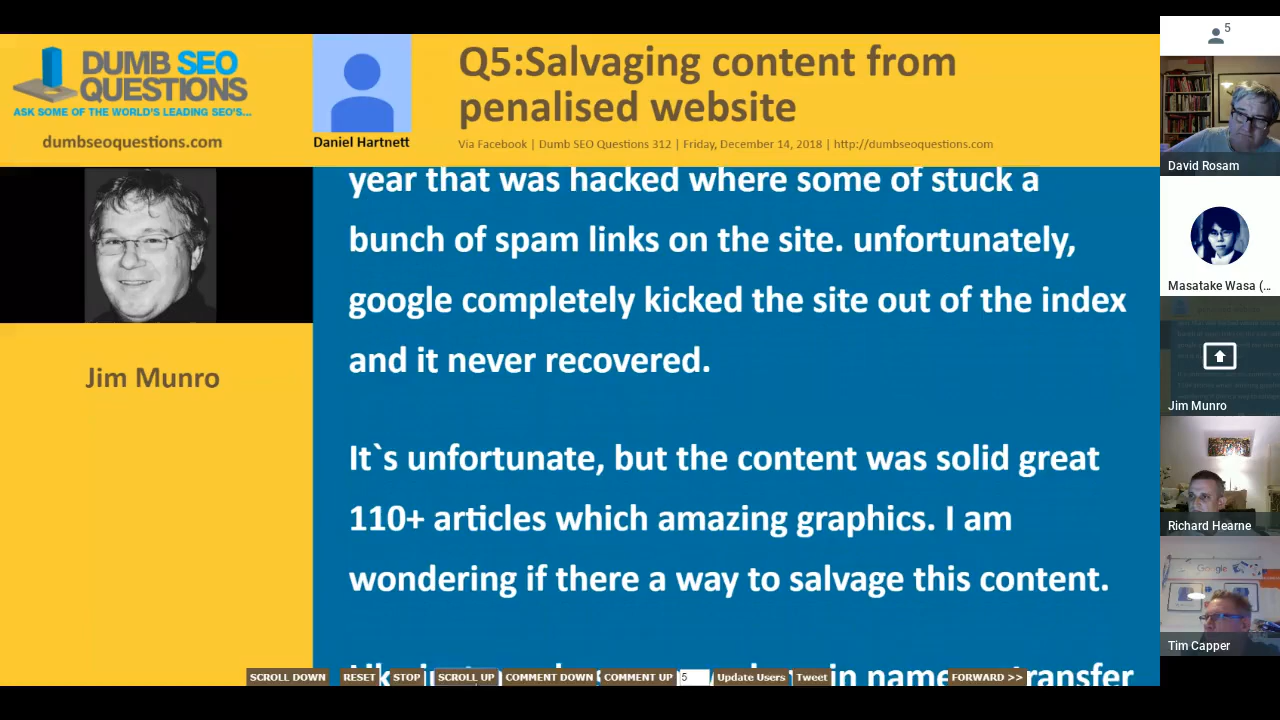 DUMB SEO
QUESTIONS
ASK SOME OF THE WORLD'S LEADING SEO'S...
dumbseoquestions.com
Daniel Hartnett
Q5:Salvaging content from
penalised website
Via Facebook | Dumb SEO Questions 312 | Friday, December 14, 2018 | http://dumbseoquestions.com
Jim Munro
year that was hacked where some of stuck a
bunch of spam links on the site. unfortunately,
google completely kicked the site out of the index
and it never recovered.
It`s unfortunate, but the content was solid great
110+ articles which amazing graphics. I am
wondering if there a way to salvage this content.
SCROLL DOWN
RESET
STOP
SCROLL UP
COMMENT DOWN
COMMENT UP
5
Update Users
Tweet
FORWARD >>
5
David Rosam
Masatake Wasa (...
Jim Munro
Richard Hearne
Google
Tim Capper